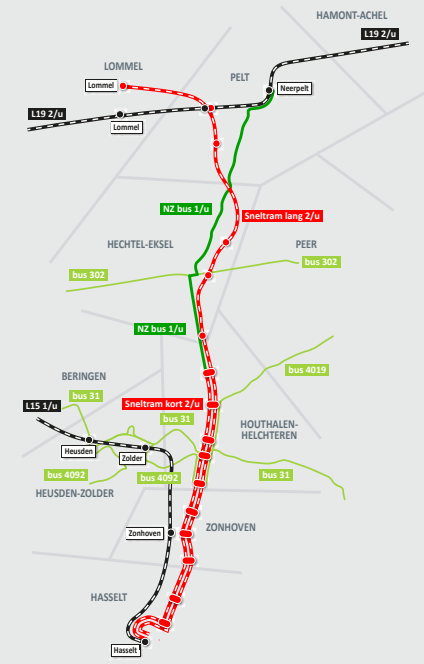 HAMONT-ACHEL
L19 2/u
LOMMEL
PELT
Lommel
Neerpelt
L19 2/u
Lommel
NZ bus 1/u
Sneltram lang 2/u
HECHTEL-EKSEL
PEER
bus 302
bus 302
NZ bus 1/u
bus 4019
BERINGEN
bus 31
L15 1/u
Sneltram kort 2/u
bus 31
HOUTHALEN-
HELCHTEREN
Heusden
Zolder
bus 4092
bus 4092
bus 31
HEUSDEN-ZOLDER
ZONHOVEN
Zonhoven
HASSELT
Hasselt